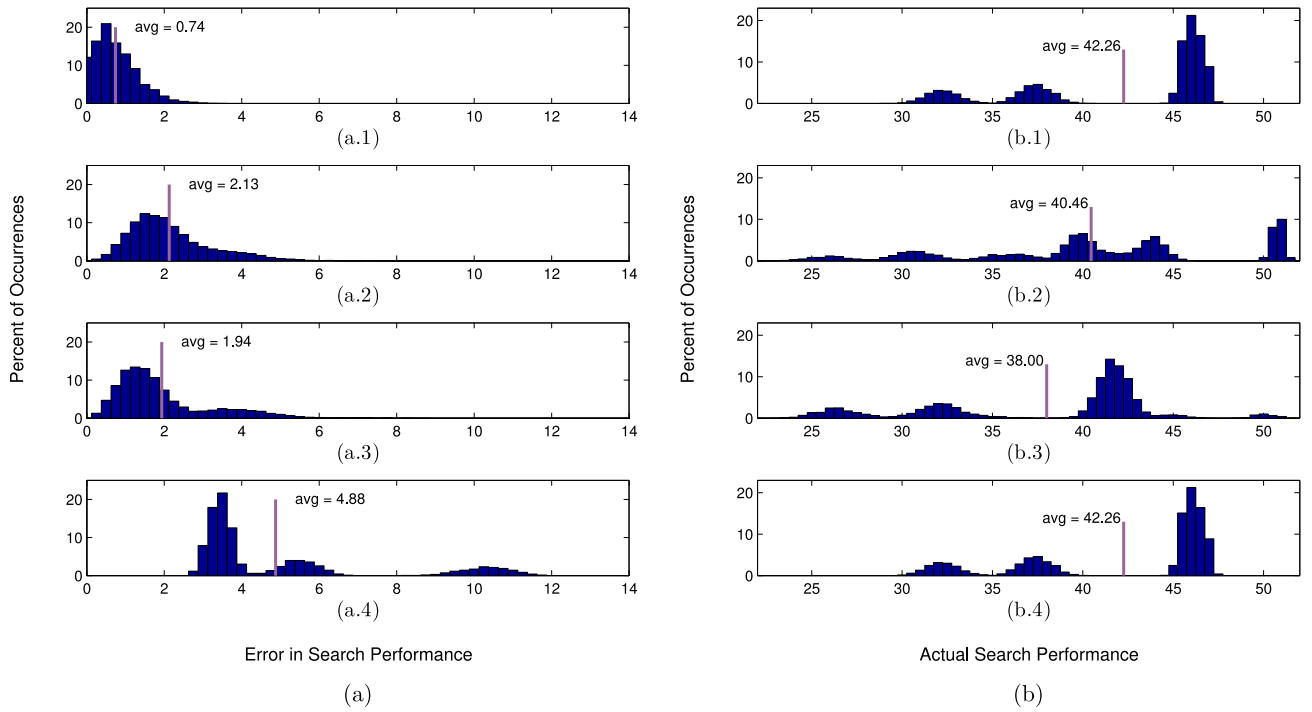 Percent of Occurrences
20
10
0
avg = 0.74
0 2 4 6 8 10 12 14
(a.1)
20
10
0
avg = 2.13
0 2 4 6 8 10 12 14
(a.2)
20
10
0
avg = 1.94
0 2 4 6 8 10 12 14
(a.3)
20
10
0
avg = 4.88
0 2 4 6 8 10 12 14
(a.4)
Error in Search Performance
(a)
Percent of Occurrences
20
10
0
avg = 42.26
25 30 35 40 45 50
(b.1)
20
10
0
avg = 40.46
25 30 35 40 45 50
(b.2)
20
10
0
avg = 38.00
25 30 35 40 45 50
(b.3)
20
10
0
avg = 42.26
25 30 35 40 45 50
(b.4)
Actual Search Performance
(b)